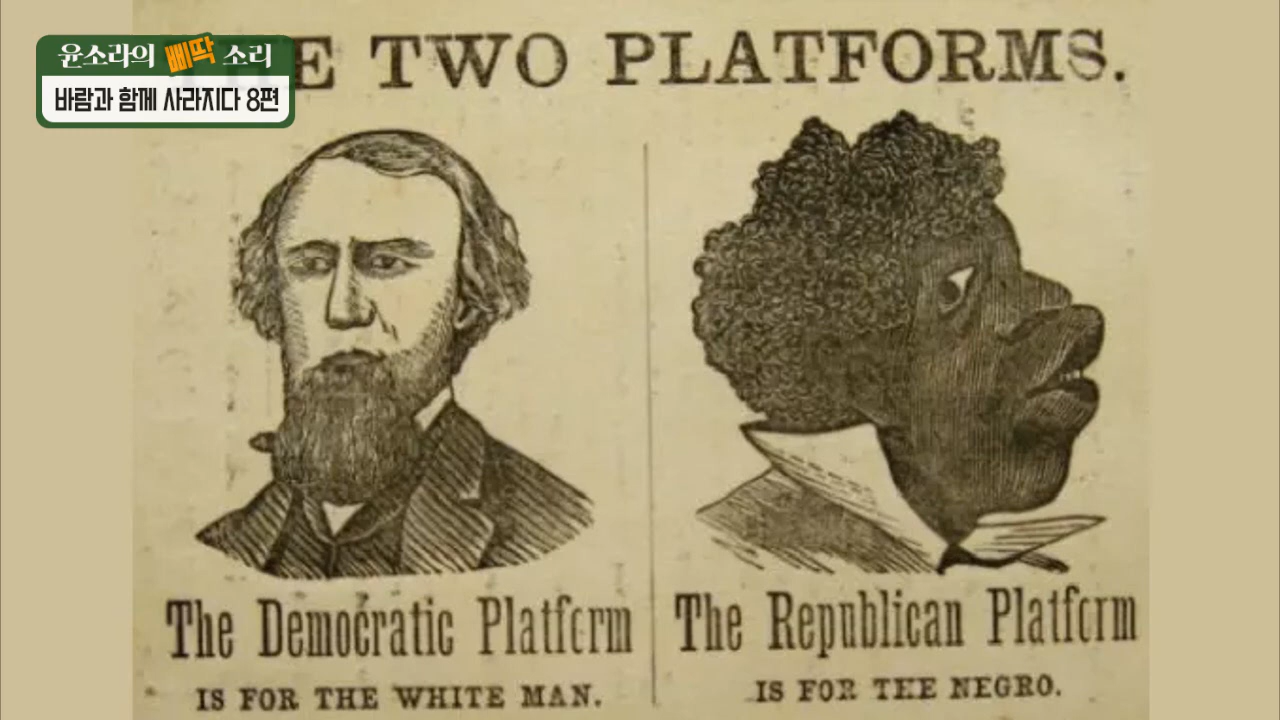 윤소라의 삐딱 소리
바람과 함께 사라지다 8편
E TWO PLATFORMS.
The Democratic Platform
IS FOR THE WHITE MAN.
The Republican Platform
IS FOR TEE NEGRO.